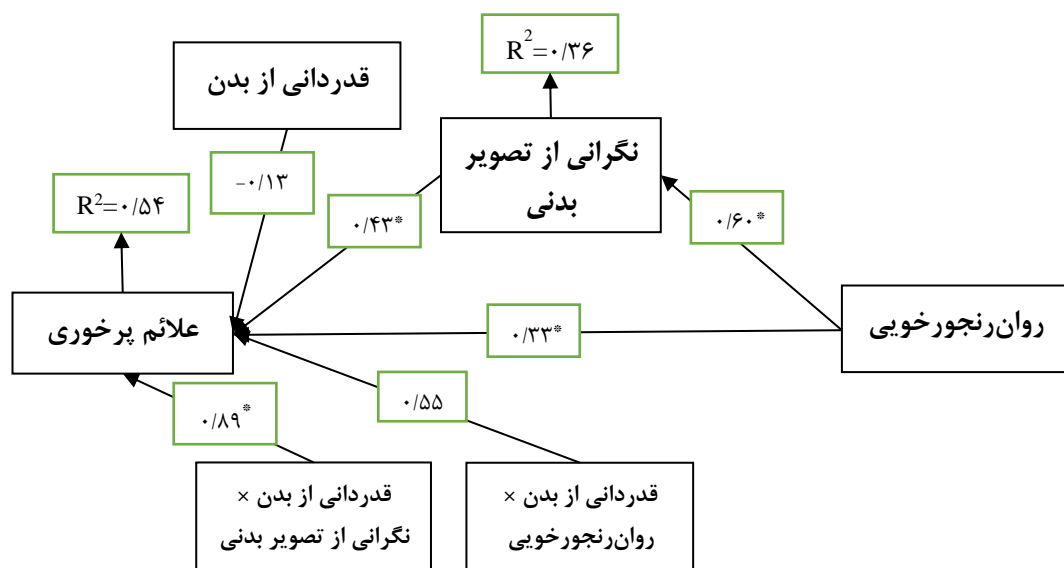 R²=۰/۳۶
قدردانی از بدن
نگرانی از تصویر
بدنی
-۰/۱۳
R²=۰/۵۴
۰/۴۳*
۰/۶۰*
علائم پرخوری
۰/۳۳*
روان‌رنجورخویی
۰/۸۹*
۰/۵۵
قدردانی از بدن ×
روان‌رنجورخویی
قدردانی از بدن ×
نگرانی از تصویر بدنی